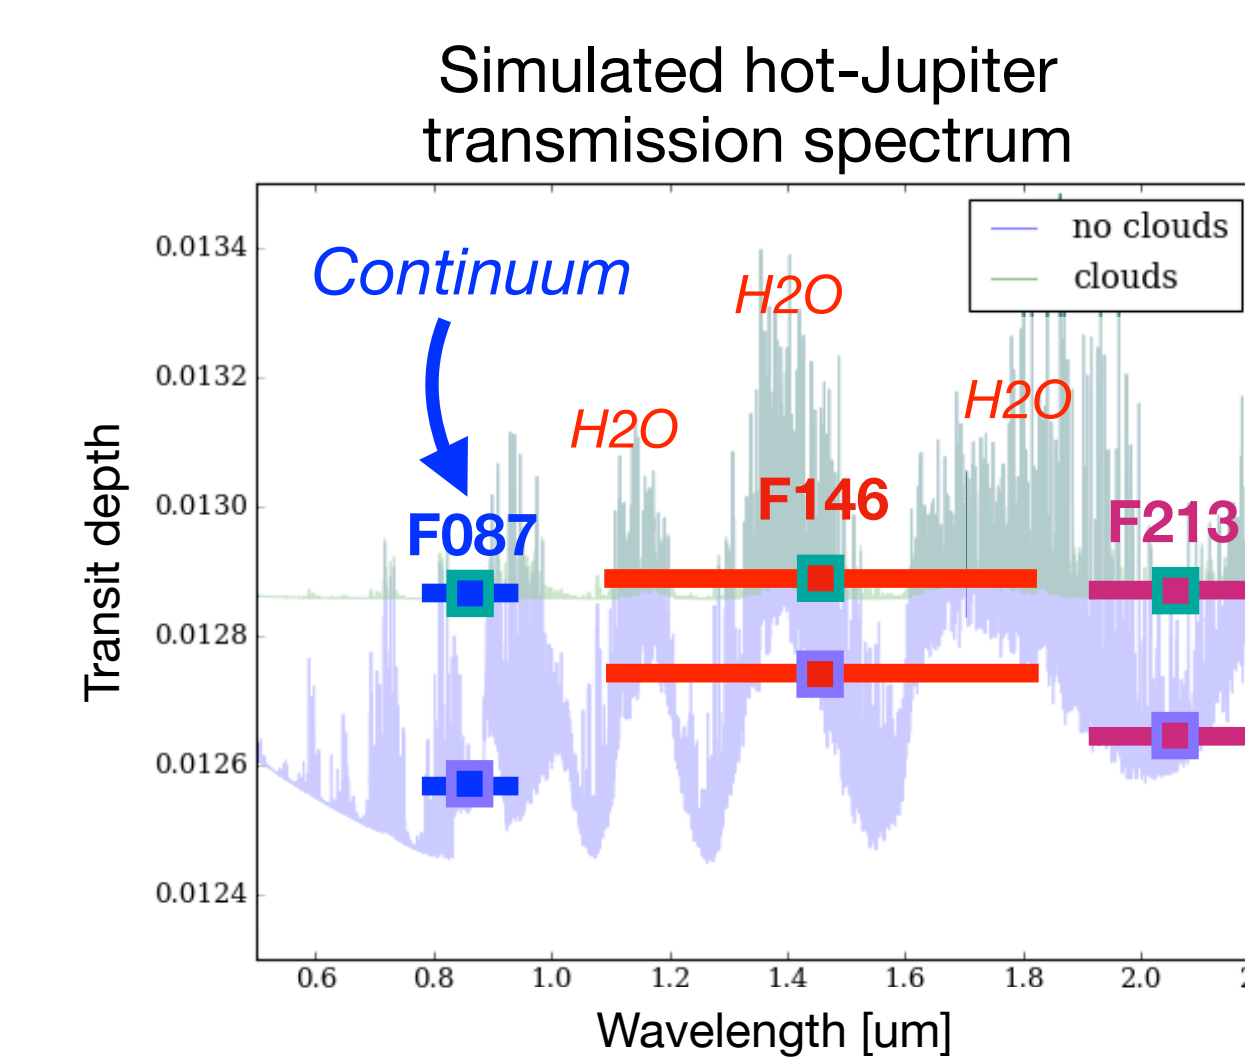 Simulated hot-Jupiter
transmission spectrum
no clouds
clouds
Continuum
H2O
H2O
H2O
F087
F146
F213
Transit depth
0.0134
0.0132
0.0130
0.0128
0.0126
0.0124
0.6 0.8 1.0 1.2 1.4 1.6 1.8 2.0
Wavelength [um]